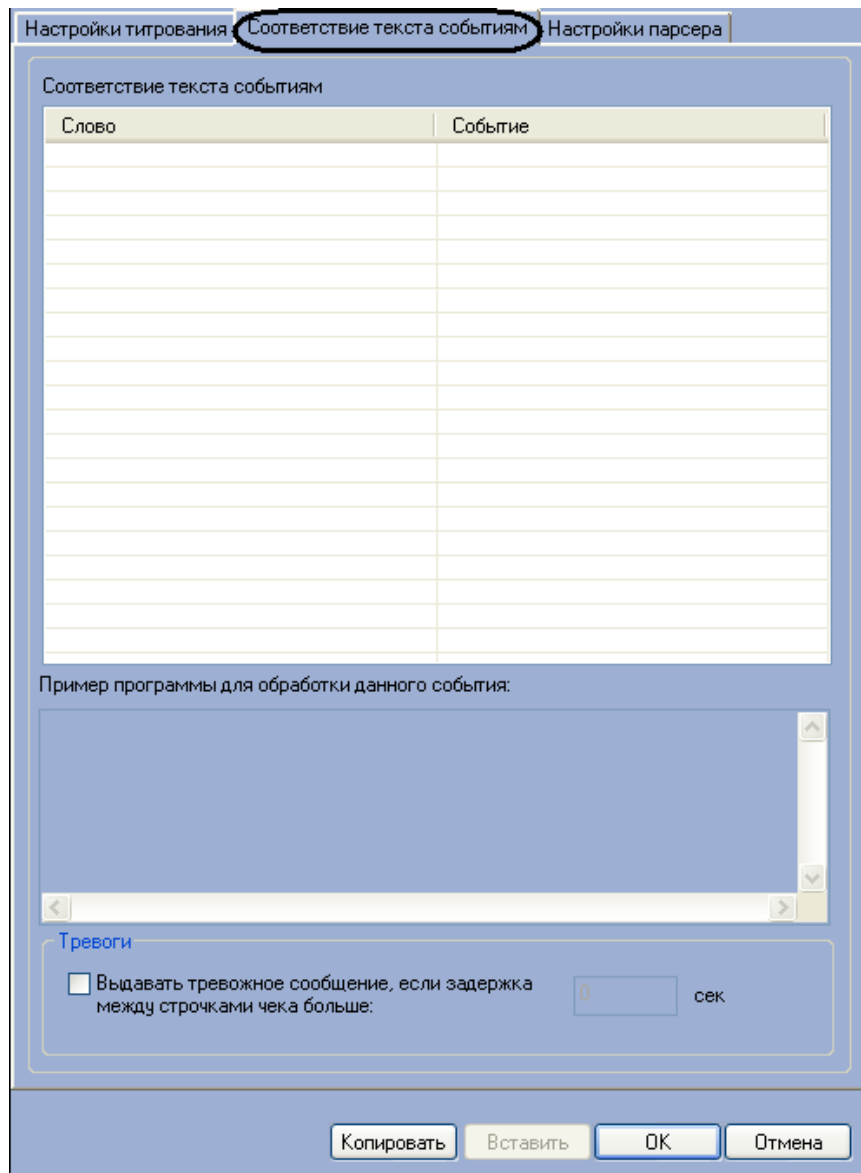 Настройки титрования Соответствие текста событиям Настройки парсера
Соответствие текста событиям
Слово Событие
Пример программы для обработки данного события:
Тревоги
Выдавать тревожное сообщение, если задержка
между строчками чека больше:
0 сек
Копировать Вставить OK Отмена